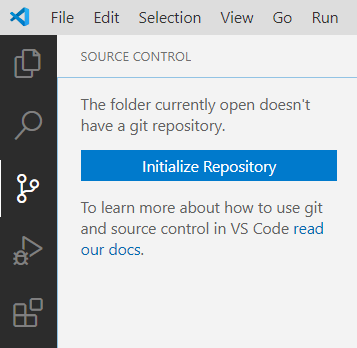 File Edit Selection View Go Run
SOURCE CONTROL
The folder currently open doesn't
have a git repository.
Initialize Repository
To learn more about how to use git
and source control in VS Code read
our docs.